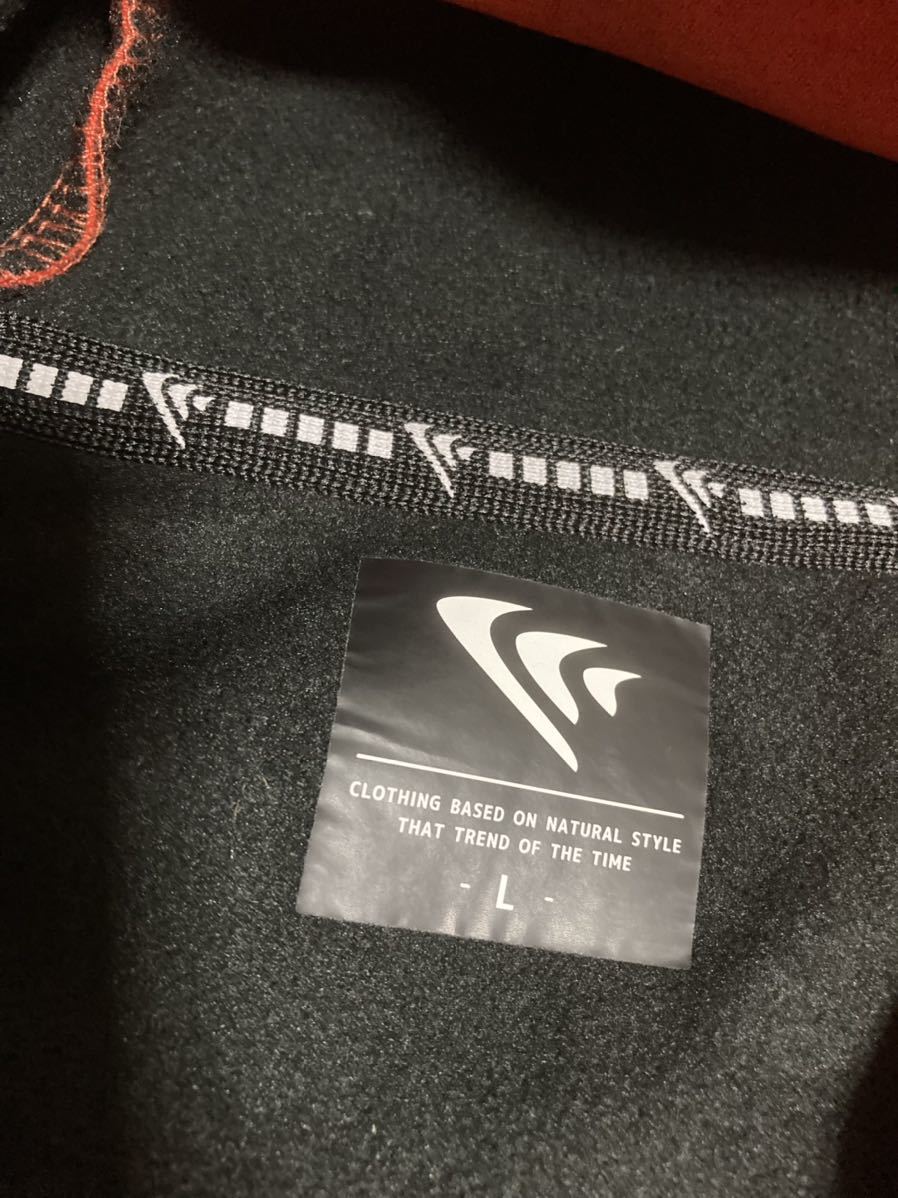 CLOTHING BASED ON NATURAL STYLE
THAT TREND OF THE TIME
- L -